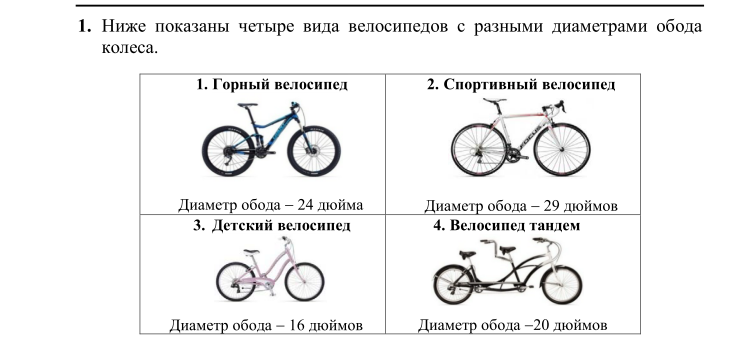 1. Ниже показаны четыре вида велосипедов с разными диаметрами обода
колеса.
1. Горный велосипед
2. Спортивный велосипед
FOCUS
Диаметр обода – 24 дюйма
Диаметр обода – 29 дюймов
3. Детский велосипед
4. Велосипед тандем
Диаметр обода – 16 дюймов
Диаметр обода –20 дюймов